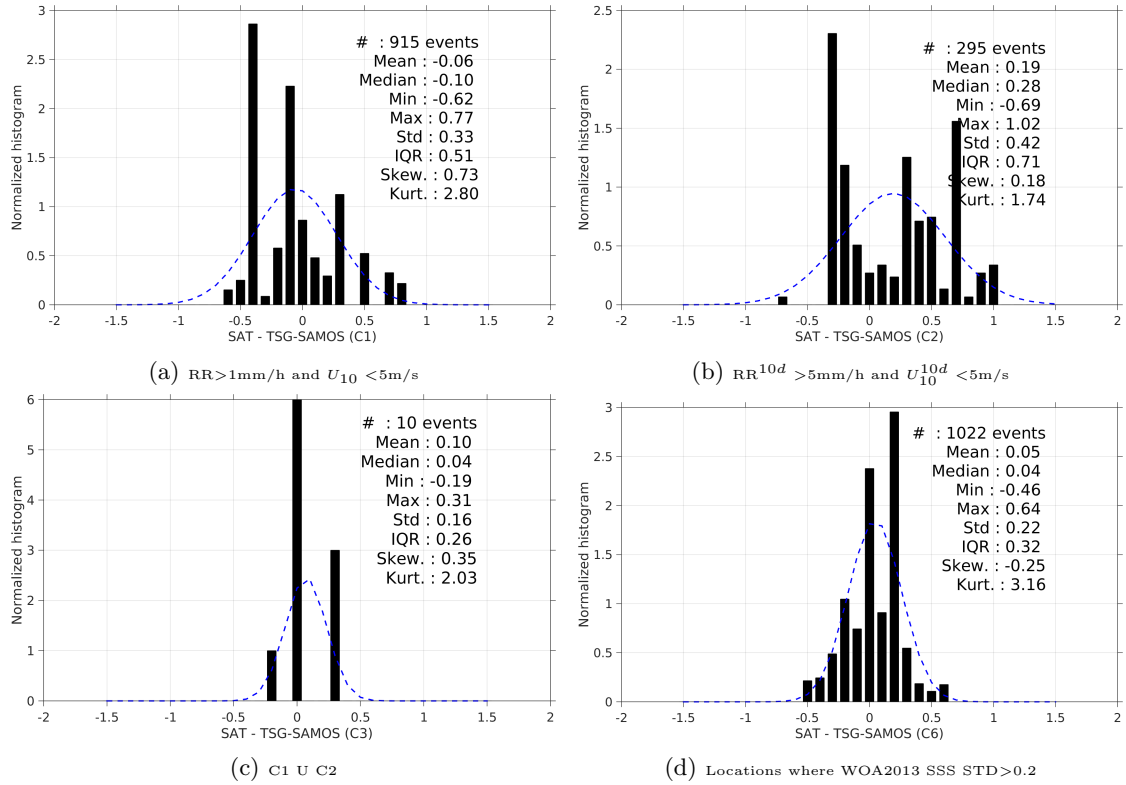 3
2.5
2
1.5
1
0.5
0
-2
-1.5
-1
-0.5
0
0.5
1
1.5
2
Normalized histogram
SAT - TSG-SAMOS (C1)
# : 915 events
Mean : -0.06
Median : -0.10
Min : -0.62
Max : 0.77
Std : 0.33
IQR : 0.51
Skew. : 0.73
Kurt. : 2.80
(a) RR>1mm/h and U10 <5m/s
2.5
2
1.5
1
0.5
0
-2
-1.5
-1
-0.5
0
0.5
1
1.5
2
Normalized histogram
SAT - TSG-SAMOS (C2)
# : 295 events
Mean : 0.19
Median : 0.28
Min : -0.69
Max : 1.02
Std : 0.42
IQR : 0.71
Skew. : 0.18
Kurt. : 1.74
(b) RR10d >5mm/h and U10d10 <5m/s
6
5
4
3
2
1
0
-2
-1.5
-1
-0.5
0
0.5
1
1.5
2
Normalized histogram
SAT - TSG-SAMOS (C3)
# : 10 events
Mean : 0.10
Median : 0.04
Min : -0.19
Max : 0.31
Std : 0.16
IQR : 0.26
Skew. : 0.35
Kurt. : 2.03
(c) C1 U C2
3
2.5
2
1.5
1
0.5
0
-2
-1.5
-1
-0.5
0
0.5
1
1.5
2
Normalized histogram
SAT - TSG-SAMOS (C6)
# : 1022 events
Mean : 0.05
Median : 0.04
Min : -0.46
Max : 0.64
Std : 0.22
IQR : 0.32
Skew. : -0.25
Kurt. : 3.16
(d) Locations where WOA2013 SSS STD>0.2